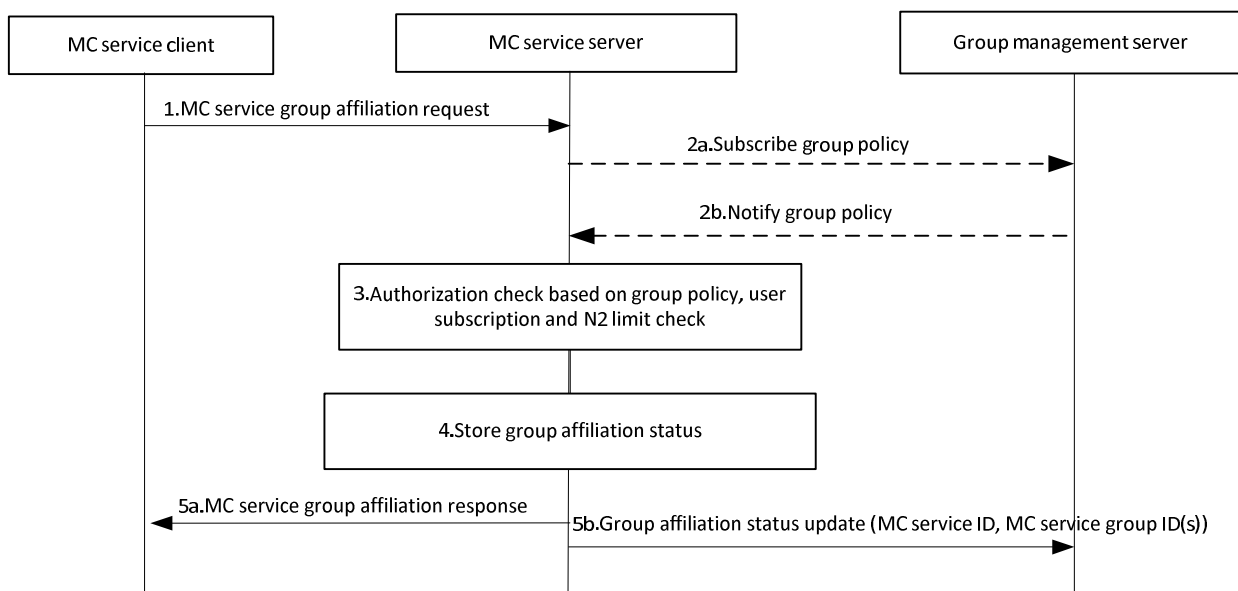 MC service client
MC service server
Group management server
1.MC service group affiliation request
2a.Subscribe group policy
2b.Notify group policy
3.Authorization check based on group policy, user
subscription and N2 limit check
4.Store group affiliation status
5a.MC service group affiliation response
5b.Group affiliation status update (MC service ID, MC service group ID(s))